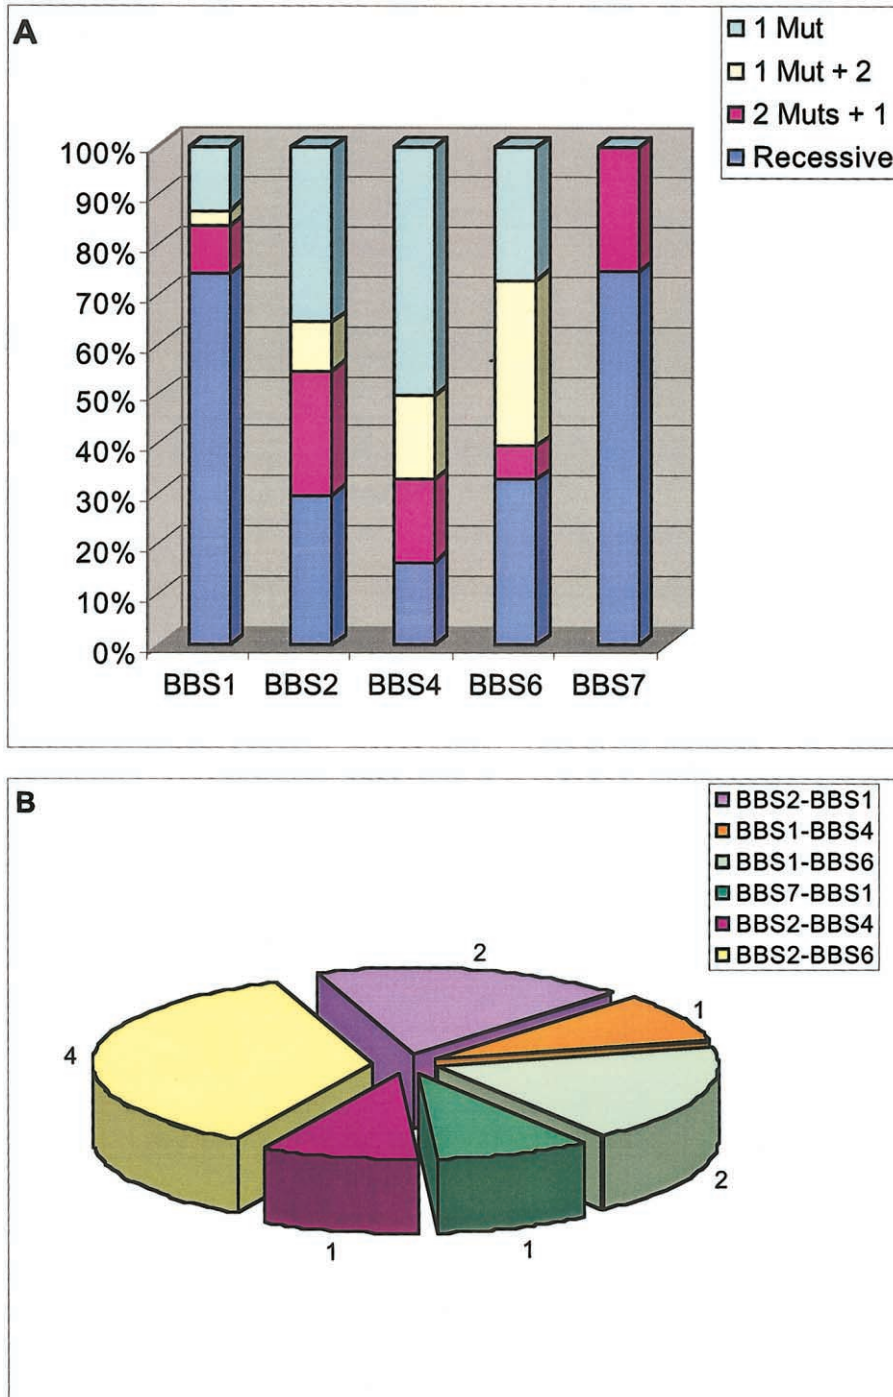 A
1 Mut
1 Mut + 2
2 Muts + 1
Recessive
100%
90%
80%
70%
60%
50%
40%
30%
20%
10%
0%
BBS1 BBS2 BBS4 BBS6 BBS7
B
BBS2-BBS1
BBS1-BBS4
BBS1-BBS6
BBS7-BBS1
BBS2-BBS4
BBS2-BBS6
2
1
4
2
1
1